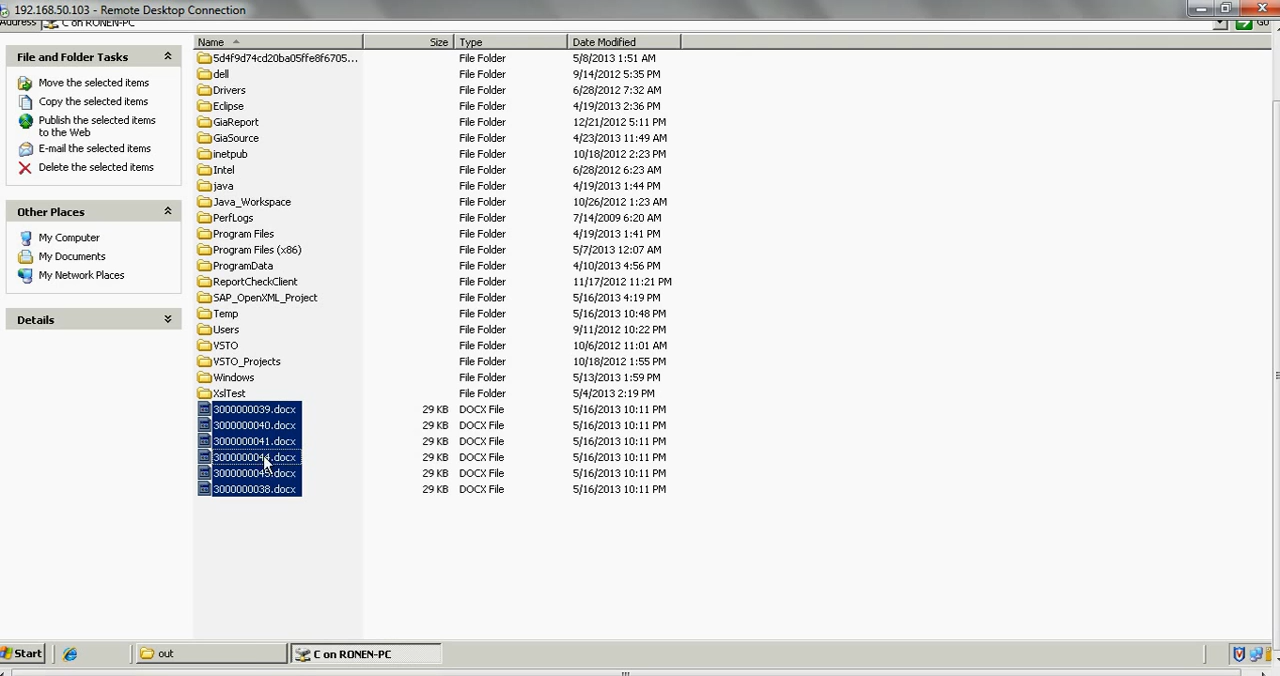 192.168.50.103 - Remote Desktop Connection
Address C on RONEN-PC Go
File and Folder Tasks
Move the selected items
Copy the selected items
Publish the selected items
to the Web
E-mail the selected items
Delete the selected items
Other Places
My Computer
My Documents
My Network Places
Details
Name Size Type Date Modified
5d4f9d74cd20ba05ffe8f6705... File Folder 5/8/2013 1:51 AM
dell File Folder 9/14/2012 5:35 PM
Drivers File Folder 6/28/2012 7:32 AM
Eclipse File Folder 4/19/2013 2:36 PM
GiaReport File Folder 12/21/2012 5:11 PM
GiaSource File Folder 4/23/2013 11:49 AM
inetpub File Folder 10/18/2012 2:23 PM
Intel File Folder 6/28/2012 6:23 AM
java File Folder 4/19/2013 1:44 PM
Java_Workspace File Folder 10/26/2012 1:23 AM
PerfLogs File Folder 7/14/2009 6:20 AM
Program Files File Folder 4/19/2013 1:41 PM
Program Files (x86) File Folder 5/7/2013 12:07 AM
ProgramData File Folder 4/10/2013 4:56 PM
ReportCheckClient File Folder 11/17/2012 11:21 PM
SAP_OpenXML_Project File Folder 5/16/2013 4:19 PM
Temp File Folder 5/16/2013 10:48 PM
Users File Folder 9/11/2012 10:22 PM
VSTO File Folder 10/6/2012 11:01 AM
VSTO_Projects File Folder 10/18/2012 1:55 PM
Windows File Folder 5/13/2013 1:59 PM
XslTest File Folder 5/4/2013 2:19 PM
3000000039.docx 29 KB DOCX File 5/16/2013 10:11 PM
3000000040.docx 29 KB DOCX File 5/16/2013 10:11 PM
3000000041.docx 29 KB DOCX File 5/16/2013 10:11 PM
29 KB DOCX File 5/16/2013 10:11 PM
29 KB DOCX File 5/16/2013 10:11 PM
3000000038.docx 29 KB DOCX File 5/16/2013 10:11 PM
Start out C on RONEN-PC